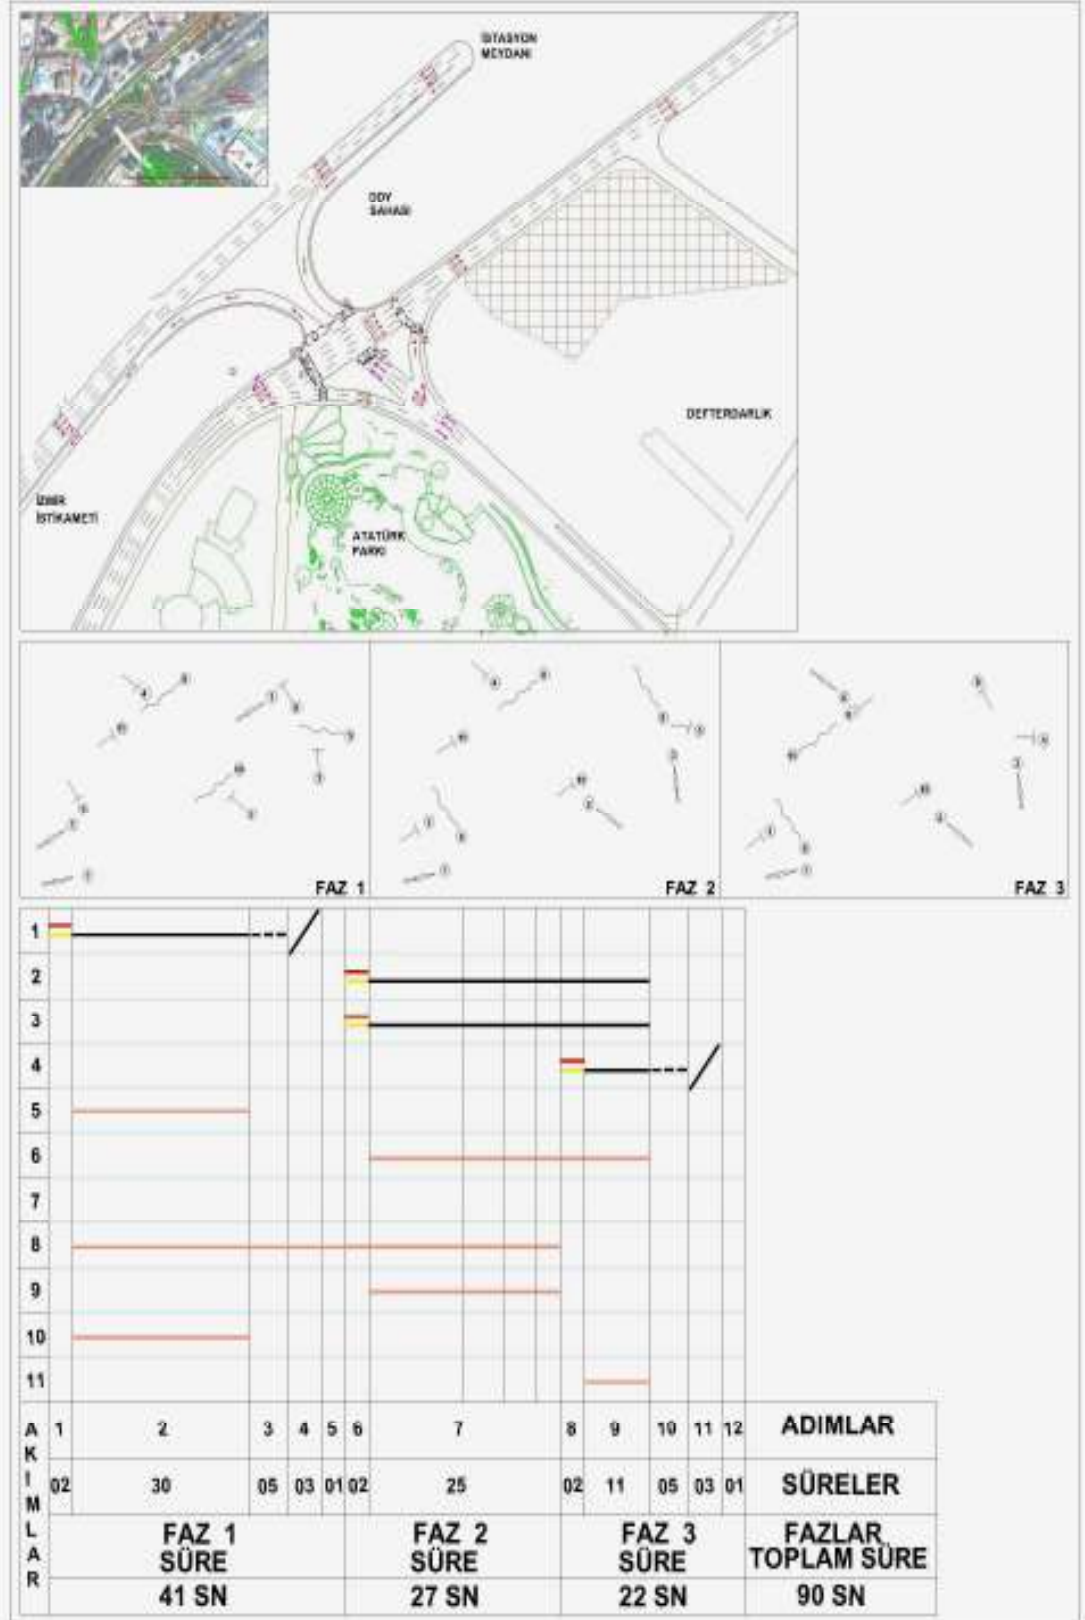 İSTASYON
MEYDANI
DDY
SAHASI
DEFTERDARLIK
İZMİR
İSTİKAMETİ
ATATÜRK
PARKI
FAZ 1
FAZ 2
FAZ 3
1
2
3
4
5
6
7
8
9
10
11
AKIMLAR
1 2 3 4 5 6 7 8 9 10 11 12 ADIMLAR
02 30 05 03 01 02 25 02 11 05 03 01 SÜRELER
FAZ 1 FAZ 2 FAZ 3 FAZLAR
SÜRE SÜRE SÜRE TOPLAM SÜRE
41 SN 27 SN 22 SN 90 SN